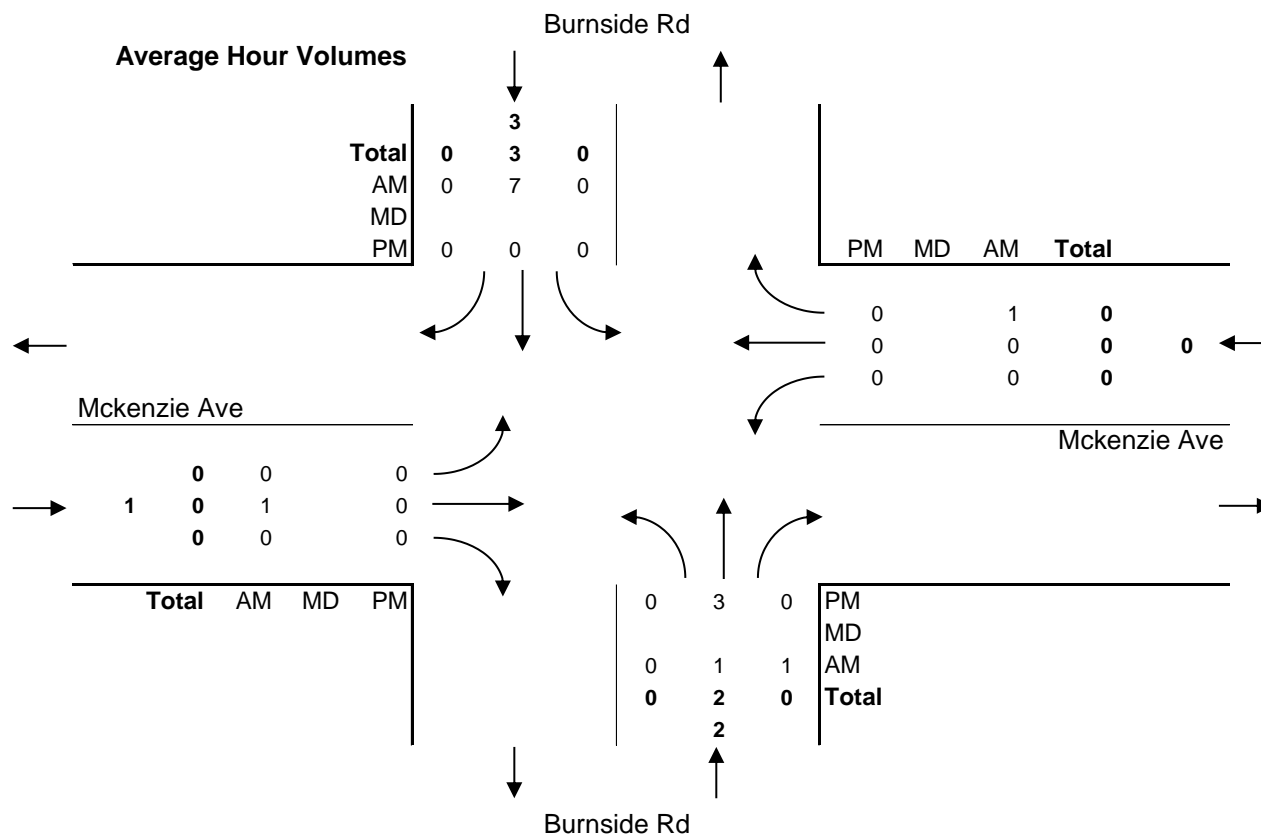 Burnside Rd
Average Hour Volumes
3
Total 0 3 0
AM 0 7 0
MD
PM 0 0 0
PM MD AM Total
0 1 0
0 0 0 0
0 0 0
Mckenzie Ave
Mckenzie Ave
0 0 0
1 0 1 0
0 0 0
Total AM MD PM
0 3 0 PM
MD
0 1 1 AM
0 2 0 Total
2
Burnside Rd